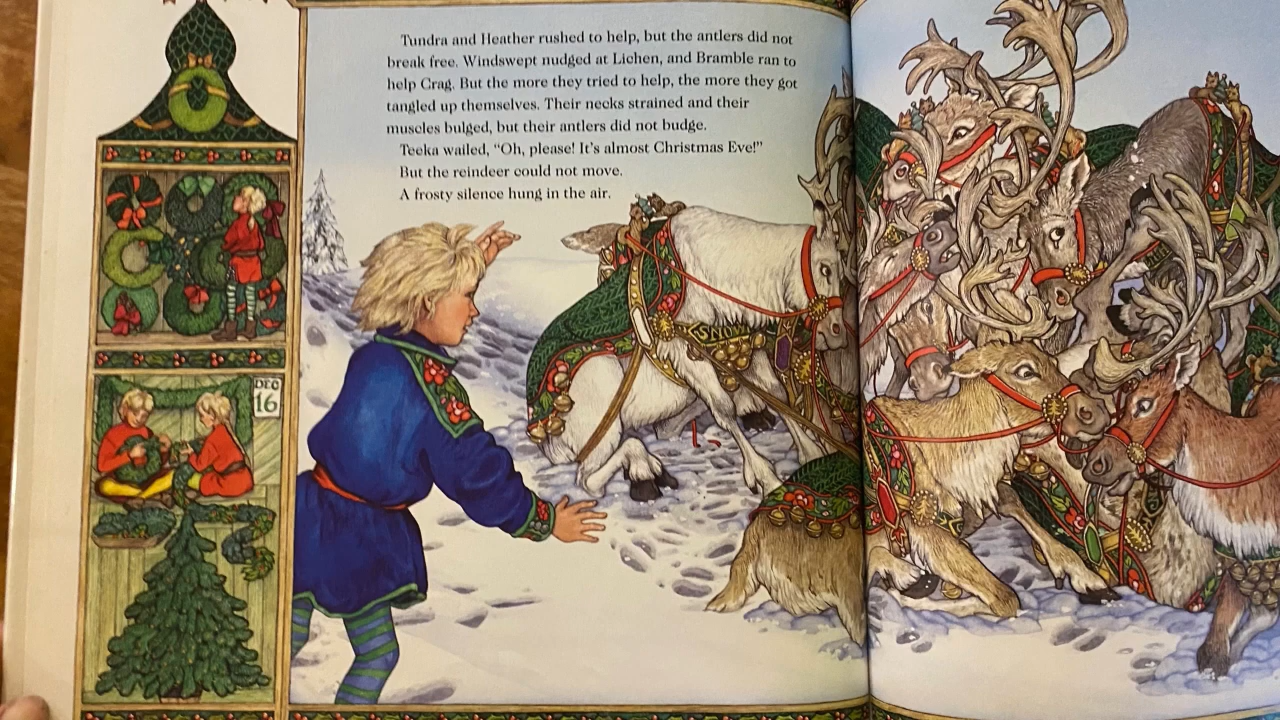 Tundra and Heather rushed to help, but the antlers did not
break free. Windswept nudged at Lichen, and Bramble ran to
help Crag. But the more they tried to help, the more they got
tangled up themselves. Their necks strained and their
muscles bulged, but their antlers did not budge.
Teeka wailed, “Oh, please! It’s almost Christmas Eve!”
But the reindeer could not move.
A frosty silence hung in the air.
DEC
16
SNOW